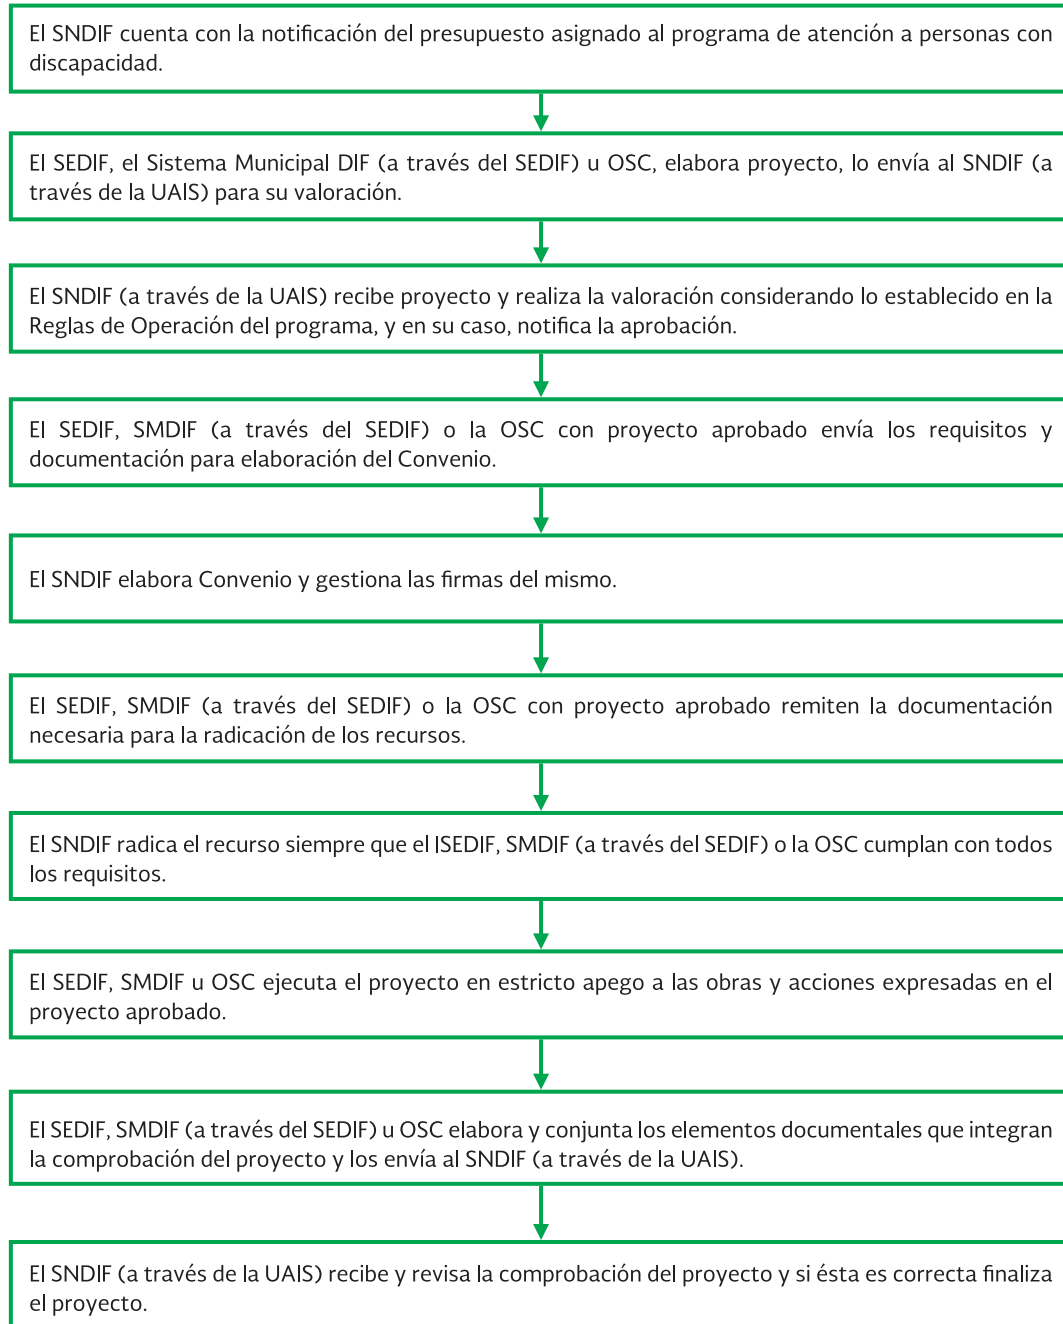 El SNDIF cuenta con la notificación del presupuesto asignado al programa de atención a personas con
discapacidad.
El SEDIF, el Sistema Municipal DIF (a través del SEDIF) u OSC, elabora proyecto, lo envía al SNDIF (a
través de la UAIS) para su valoración.
El SNDIF (a través de la UAIS) recibe proyecto y realiza la valoración considerando lo establecido en la
Reglas de Operación del programa, y en su caso, notifica la aprobación.
El SEDIF, SMDIF (a través del SEDIF) o la OSC con proyecto aprobado envía los requisitos y
documentación para elaboración del Convenio.
El SNDIF elabora Convenio y gestiona las firmas del mismo.
El SEDIF, SMDIF (a través del SEDIF) o la OSC con proyecto aprobado remiten la documentación
necesaria para la radicación de los recursos.
El SNDIF radica el recurso siempre que el ISEDIF, SMDIF (a través del SEDIF) o la OSC cumplan con todos
los requisitos.
El SEDIF, SMDIF u OSC ejecuta el proyecto en estricto apego a las obras y acciones expresadas en el
proyecto aprobado.
El SEDIF, SMDIF (a través del SEDIF) u OSC elabora y conjunta los elementos documentales que integran
la comprobación del proyecto y los envía al SNDIF (a través de la UAIS).
El SNDIF (a través de la UAIS) recibe y revisa la comprobación del proyecto y si ésta es correcta finaliza
el proyecto.